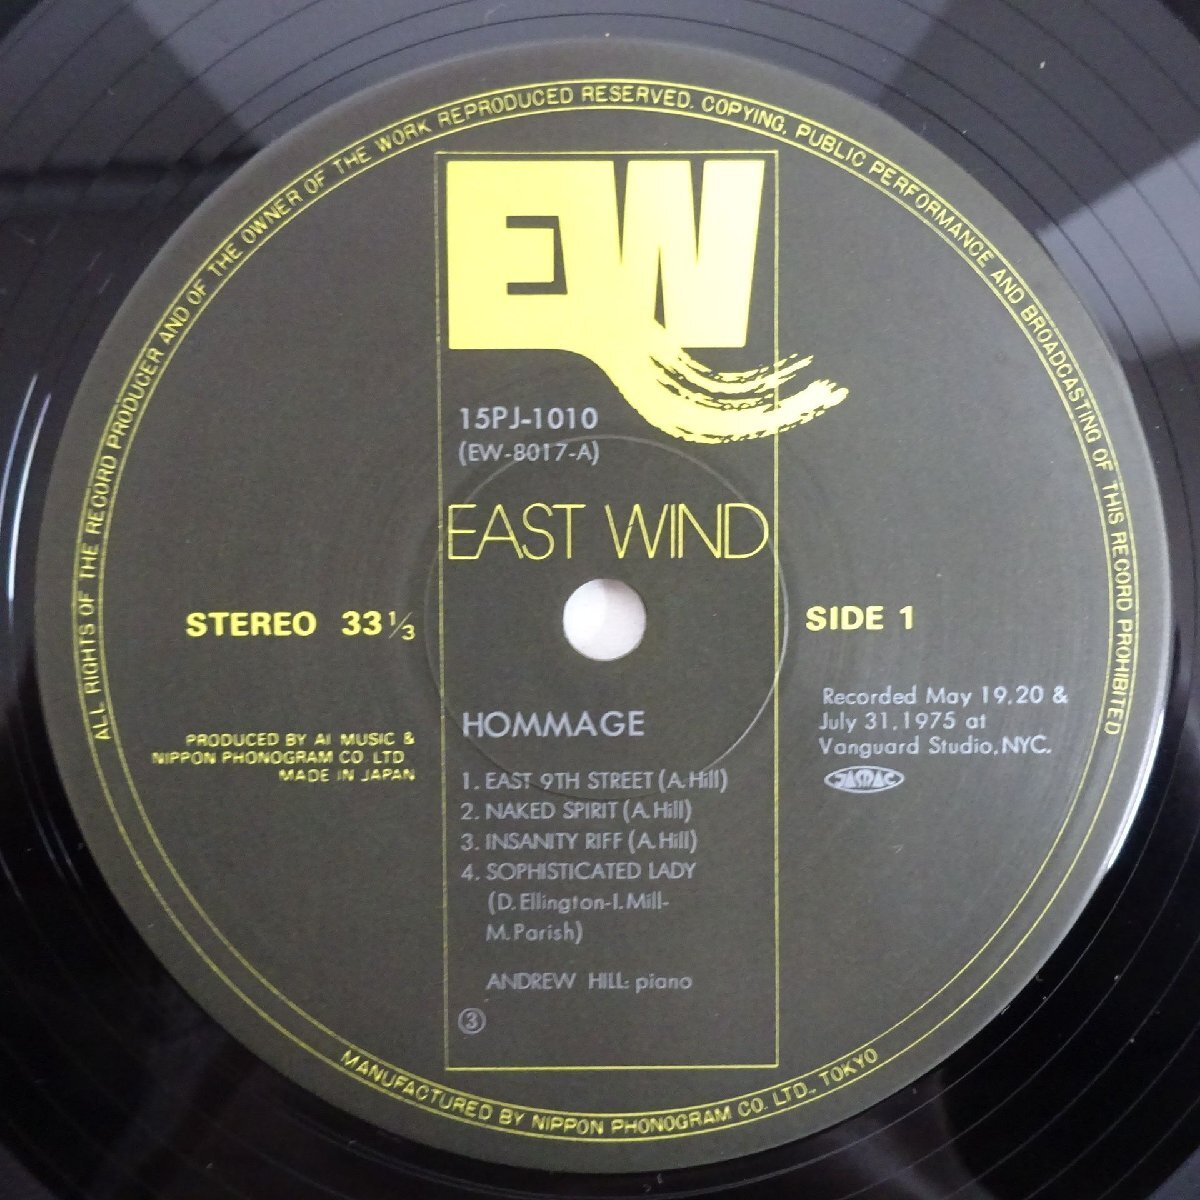 ALL RIGHTS OF THE RECORD PRODUCER AND OF THE OWNER OF THE WORK REPRODUCED RESERVED. COPYING, PUBLIC PERFORMANCE AND BROADCASTING OF THIS RECORD PROHIBITED
EW
15PJ-1010
(EW-8017-A)
EAST WIND
STEREO 33 1/3
SIDE 1
PRODUCED BY AI MUSIC &
NIPPON PHONOGRAM CO. LTD
MADE IN JAPAN
Recorded May 19,20 &
July 31,1975 at
Vanguard Studio,NYC.
JASRAC
HOMMAGE
1. EAST 9TH STREET (A.Hill)
2. NAKED SPIRIT (A.Hill)
3. INSANITY RIFF (A.Hill)
4. SOPHISTICATED LADY
(D.Ellington-I.Mill-
M.Parish)
ANDREW HILL: piano
③
MANUFACTURED BY NIPPON PHONOGRAM CO. LTD., TOKYO